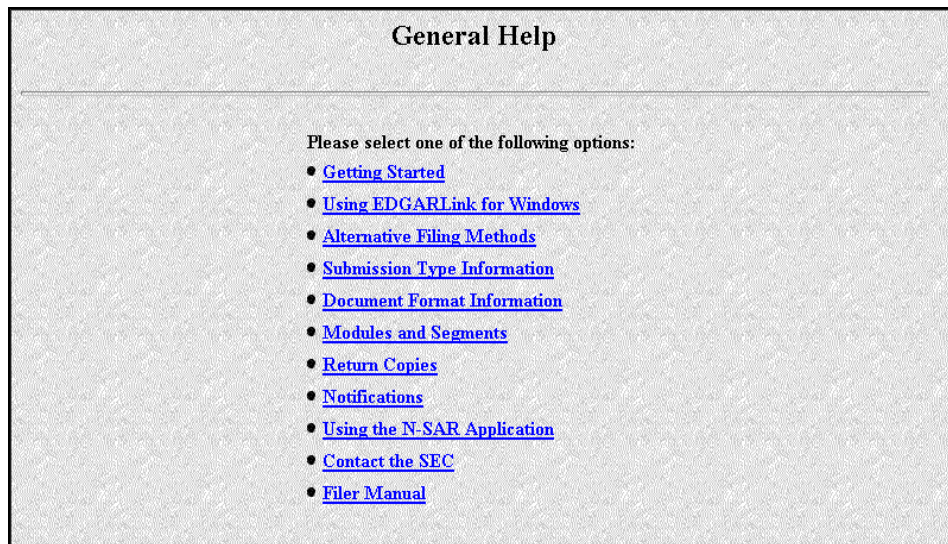 General Help
Please select one of the following options:
Getting Started
Using EDGARLink for Windows
Alternative Filing Methods
Submission Type Information
Document Format Information
Modules and Segments
Return Copies
Notifications
Using the N-SAR Application
Contact the SEC
Filer Manual